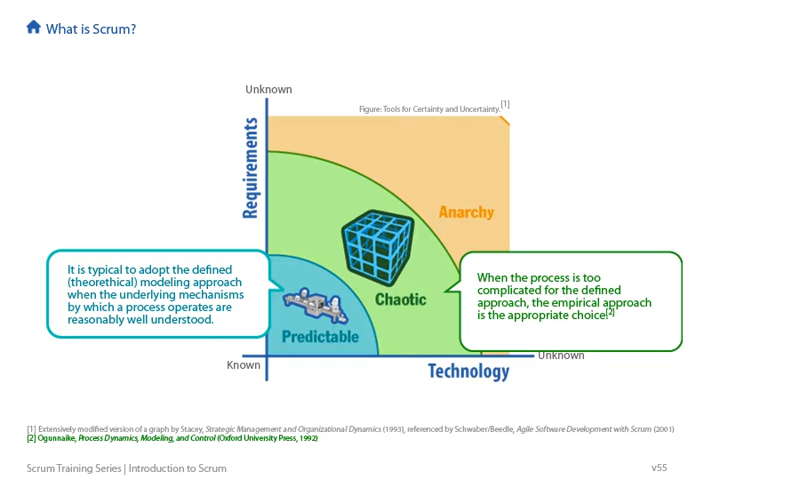 What is Scrum?
Unknown
Figure: Tools for Certainty and Uncertainty.[1]
Requirements
Anarchy
It is typical to adopt the defined
(theorethical) modeling approach
when the underlying mechanisms
by which a process operates are
reasonably well understood.
When the process is too
complicated for the defined
approach, the empirical approach
is the appropriate choice![2]
Chaotic
Predictable
Known
Unknown
Technology
[1] Extensively modified version of a graph by Stacey, Strategic Management and Organizational Dynamics (1993), referenced by Schwaber/Beedle, Agile Software Development with Scrum (2001)
[2] Ogunnaike, Process Dynamics, Modeling, and Control (Oxford University Press, 1992)
Scrum Training Series | Introduction to Scrum
v55